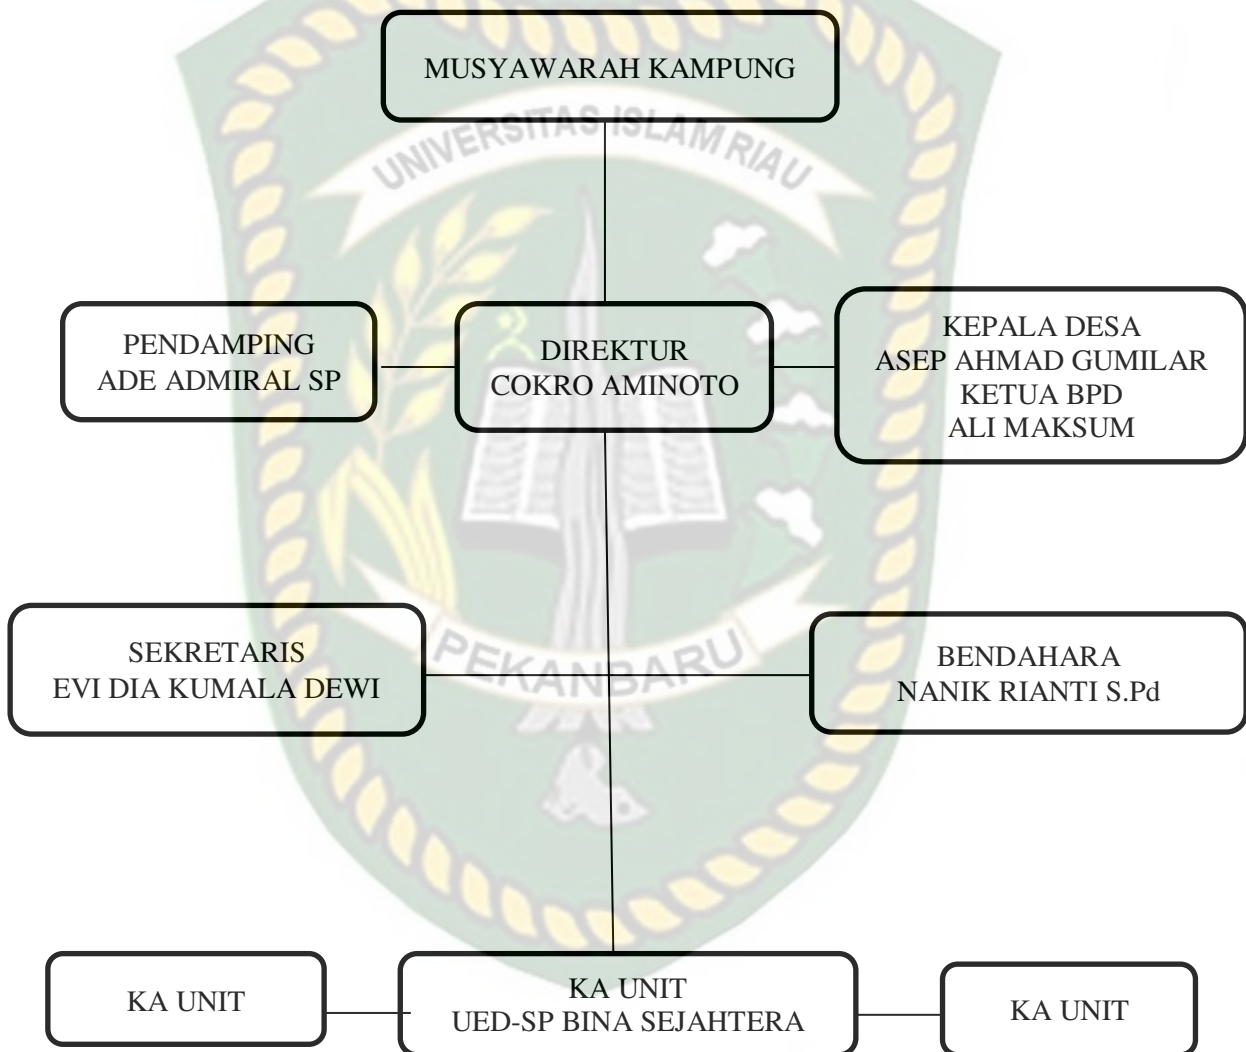 MUSYAWARAH KAMPUNG
UNIVERSITAS ISLAM RIAU
PENDAMPING
ADE ADMIRAL SP
DIREKTUR
COKRO AMINOTO
KEPALA DESA
ASEP AHMAD GUMILAR
KETUA BPD
ALI MAKSUM
SEKRETARIS
EVI DIA KUMALA DEWI
PEKANBARU
BENDAHARA
NANIK RIANTI S.Pd
KA UNIT
KA UNIT
UED-SP BINA SEJAHTERA
KA UNIT